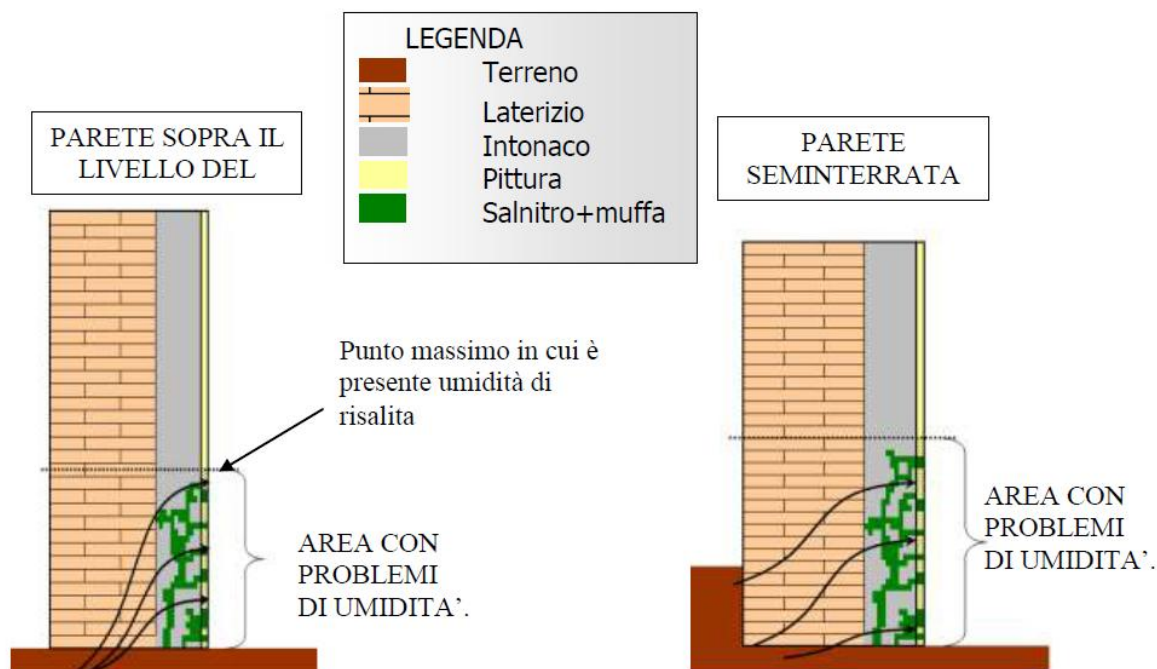 LEGENDA
Terreno
Laterizio
Intonaco
Pittura
Salnitro+muffa
PARETE SOPRA IL
LIVELLO DEL
PARETE
SEMINTERRATA
Punto massimo in cui è
presente umidità di
risalita
AREA CON
PROBLEMI
DI UMIDITA’.
AREA CON
PROBLEMI
DI UMIDITA’.